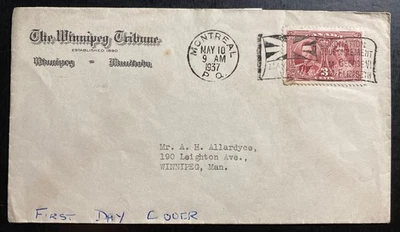 The Winnipeg Tribune
ESTABLISHED 1890
Winnipeg - Manitoba
MONTREAL
MAY 10
9 AM
1937
P.Q.
3
Mr. A. H. Allardyce,
190 Leighton Ave.,
WINNIPEG, Man.
FIRST DAY COVER